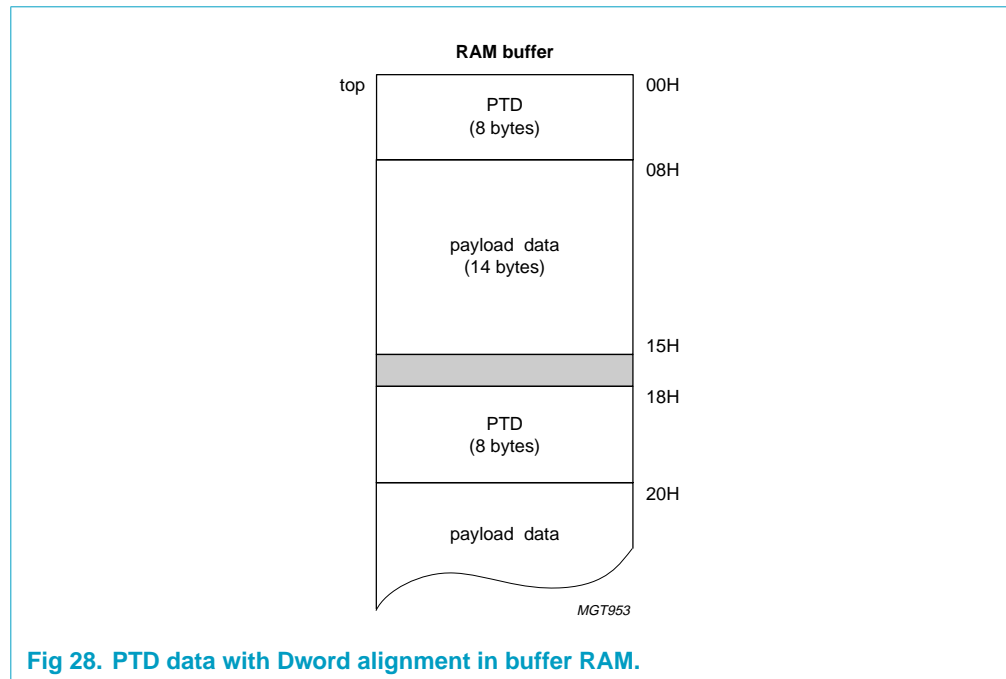 RAM buffer
top
00H
PTD
(8 bytes)
08H
payload data
(14 bytes)
15H
18H
PTD
(8 bytes)
20H
payload data
MGT953
Fig 28. PTD data with Dword alignment in buffer RAM.